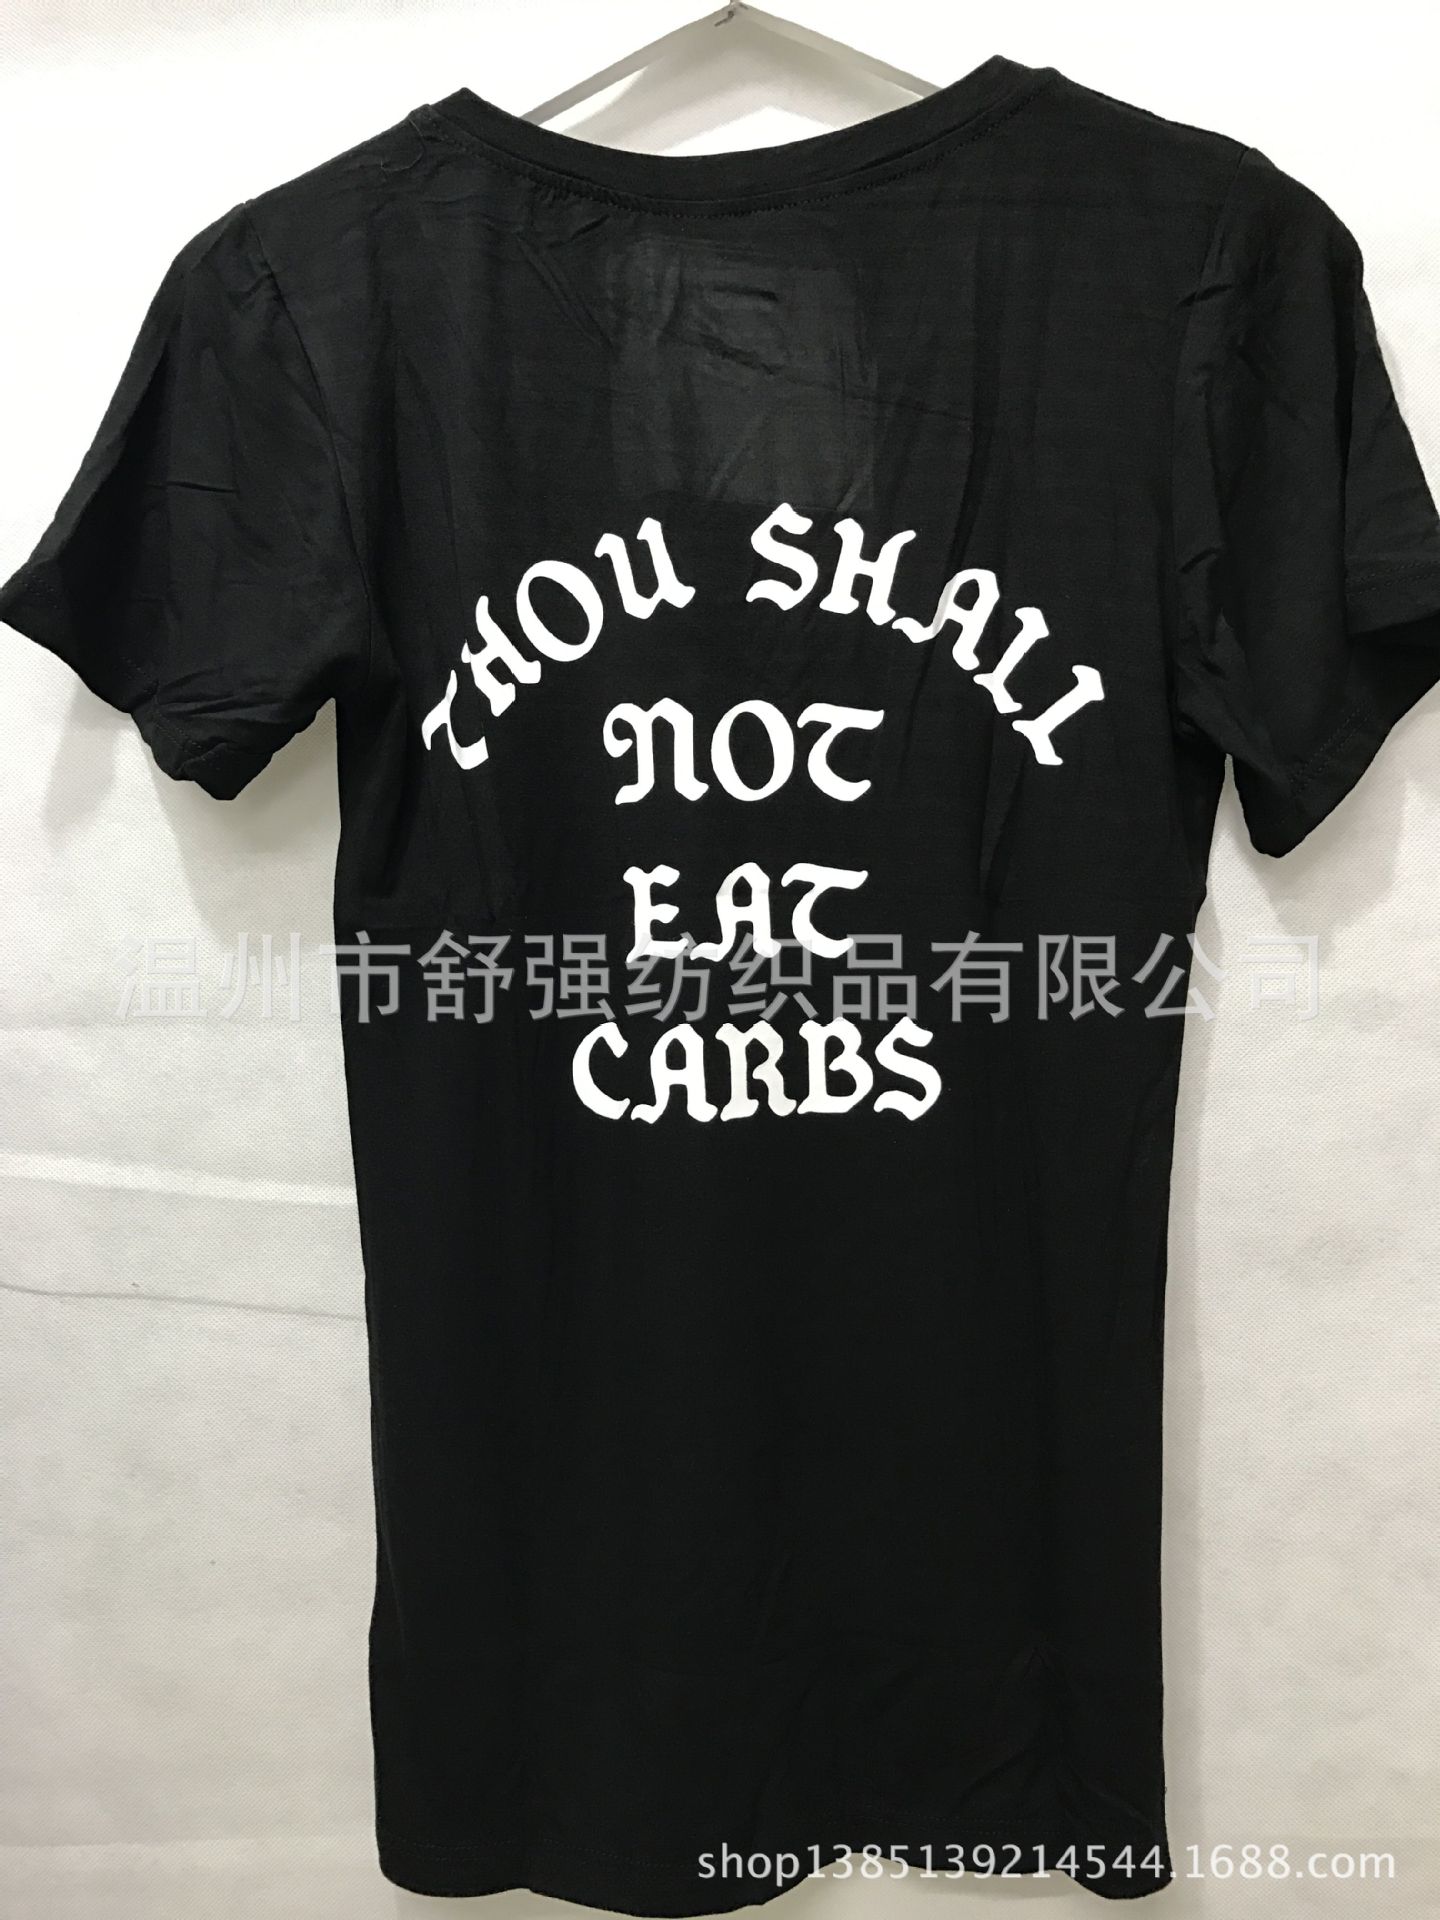 THOU SHALL
NOT
EAT
温州市舒强纺织品有限公司
CARBS
shop1385139214544.1688.com